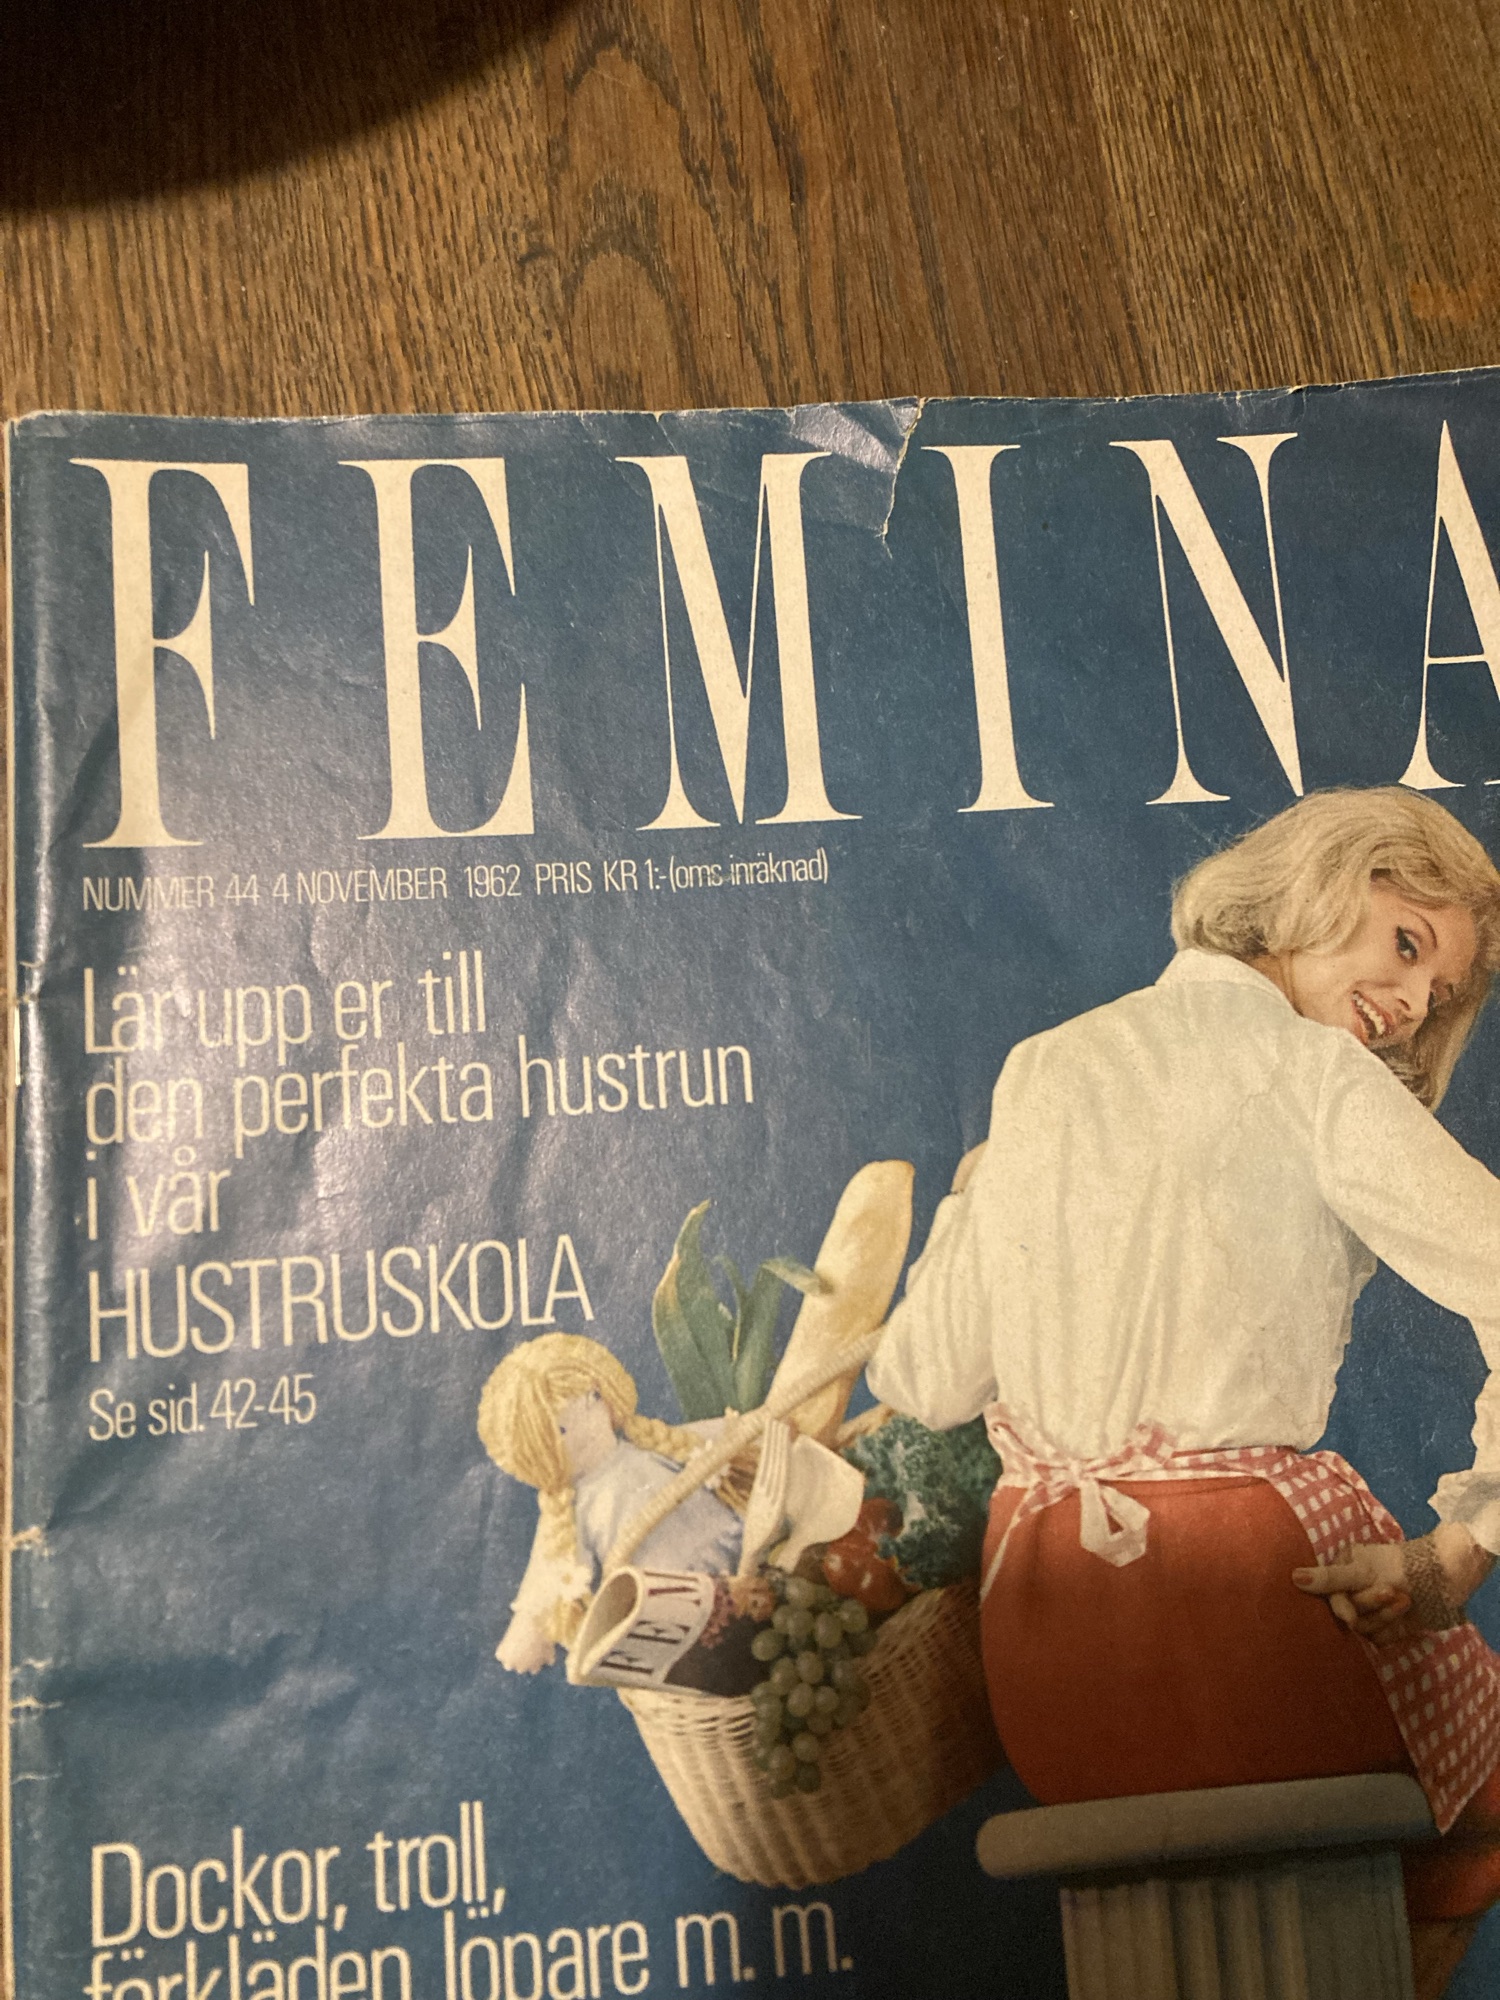 FEMINA
NUMMER 44 4 NOVEMBER 1962 PRIS KR 1:-(oms inräknad)
Lär upp er till
den perfekta hustrun
i vår
HUSTRUSKOLA
Se sid. 42-45
FEM
Dockor, troll,
förkläden, löpare m. m.